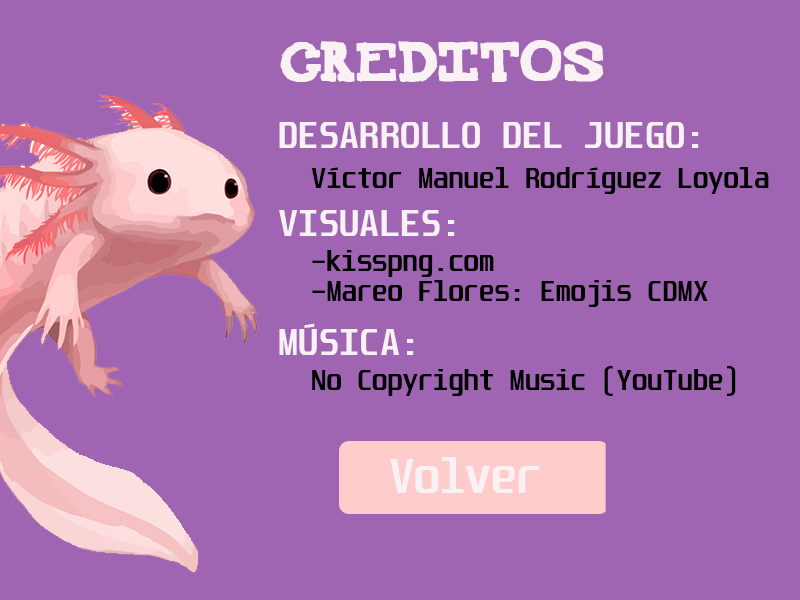 CREDITOS
DESARROLLO DEL JUEGO:
Víctor Manuel Rodríguez Loyola
VISUALES:
-kisspng.com
-Mareo Flores: Emojis CDMX
MÚSICA:
No Copyright Music (YouTube)
Volver